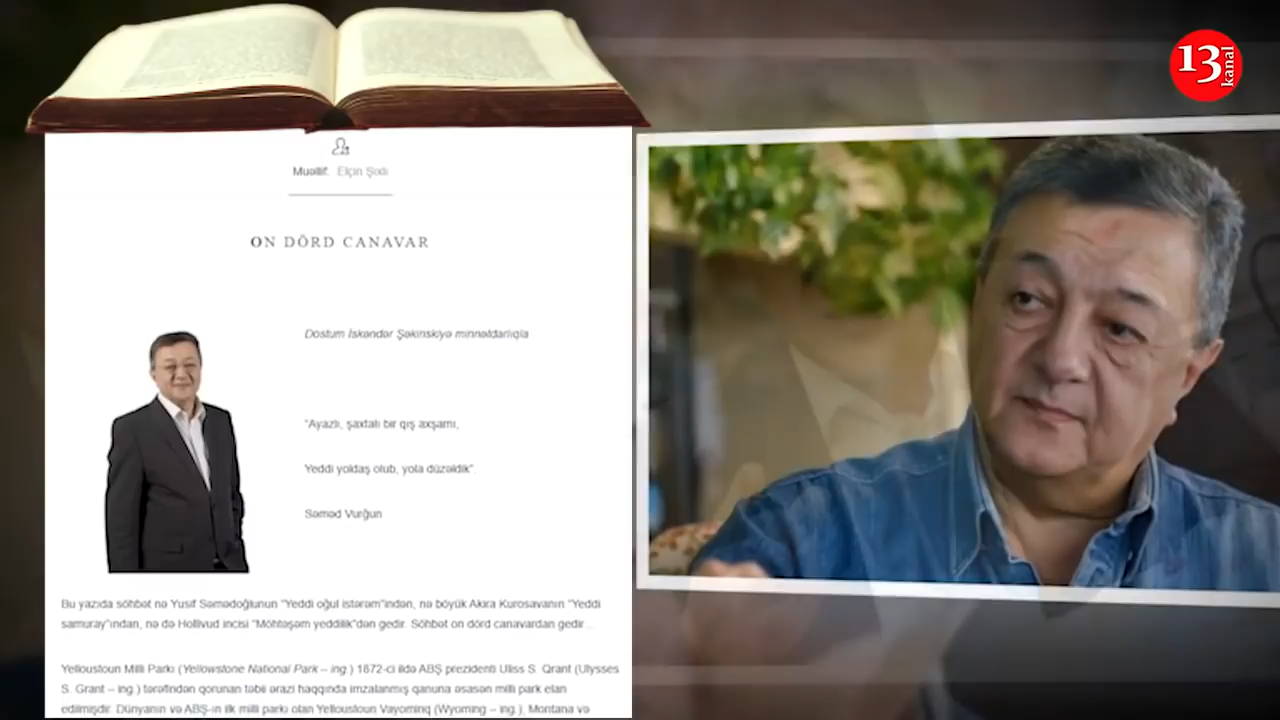 13 kanal
Müəllif: Elçin Şıxlı
ON DÖRD CANAVAR
Dostum İskəndər Şəkinskiyə minnətdarlıqla
"Ayazlı, şaxtalı bir qış axşamı,
Yeddi yoldaş olub, yola düzəldik".
Səməd Vurğun
Bu yazıda söhbət nə Yusif Səmədoğlunun "Yeddi oğul istərəm"indən, nə böyük Akira Kurosavanın "Yeddi
samuray"ından, nə də Hollivud incisi "Möhtəşəm yeddilik"dən gedir. Söhbət on dörd canavardan gedir...
Yelloustoun Milli Parkı (Yellowstone National Park – ing.) 1872-ci ildə ABŞ prezidenti Uliss S. Qrant (Ulysses
S. Grant – ing.) tərəfindən qorunan təbii ərazi haqqında imzalanmış qanuna əsasən milli park elan
edilmişdir. Dünyanın və ABŞ-ın ilk milli parkı olan Yelloustoun Vayominq (Wyoming – ing.), Montana və